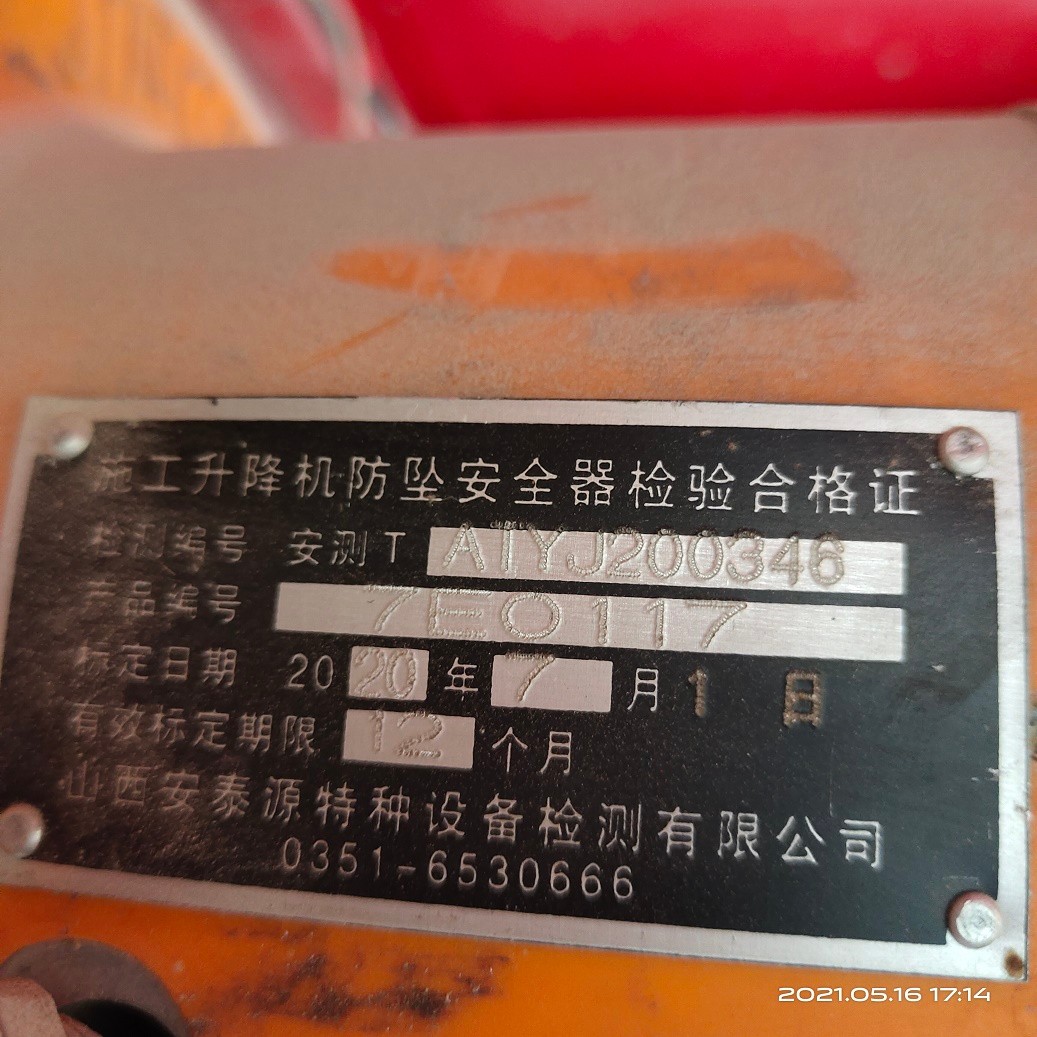 施工升降机防坠安全器检验合格证
检测编号 安测T ATYJ200346
产品编号 7E0117
标定日期 2020年7月1日
有效标定期限 12个月
山西安泰源特种设备检测有限公司
0351-6530666
2021.05.16 17:14